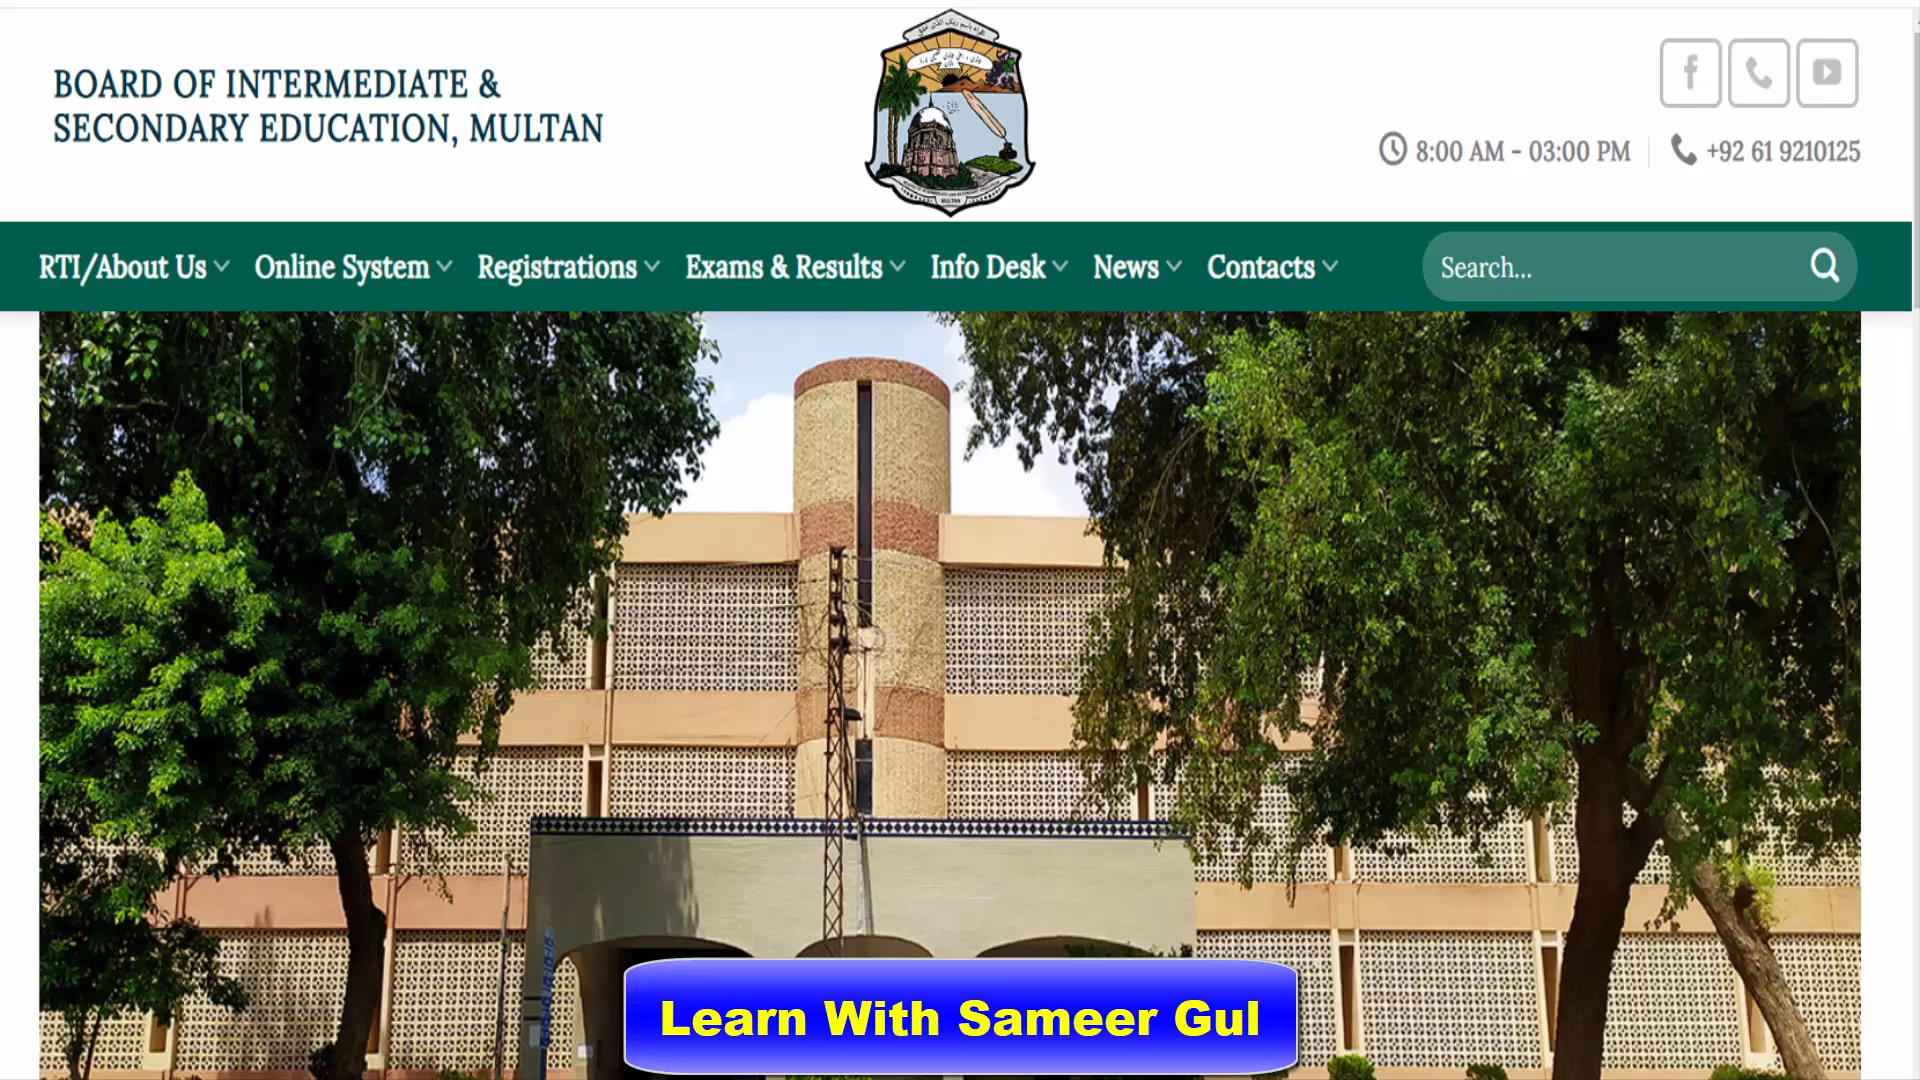 BOARD OF INTERMEDIATE &
SECONDARY EDUCATION, MULTAN
MULTAN
8:00 AM - 03:00 PM
+92 61 9210125
RTI/About Us
Online System
Registrations
Exams & Results
Info Desk
News
Contacts
Search...
Learn With Sameer Gul